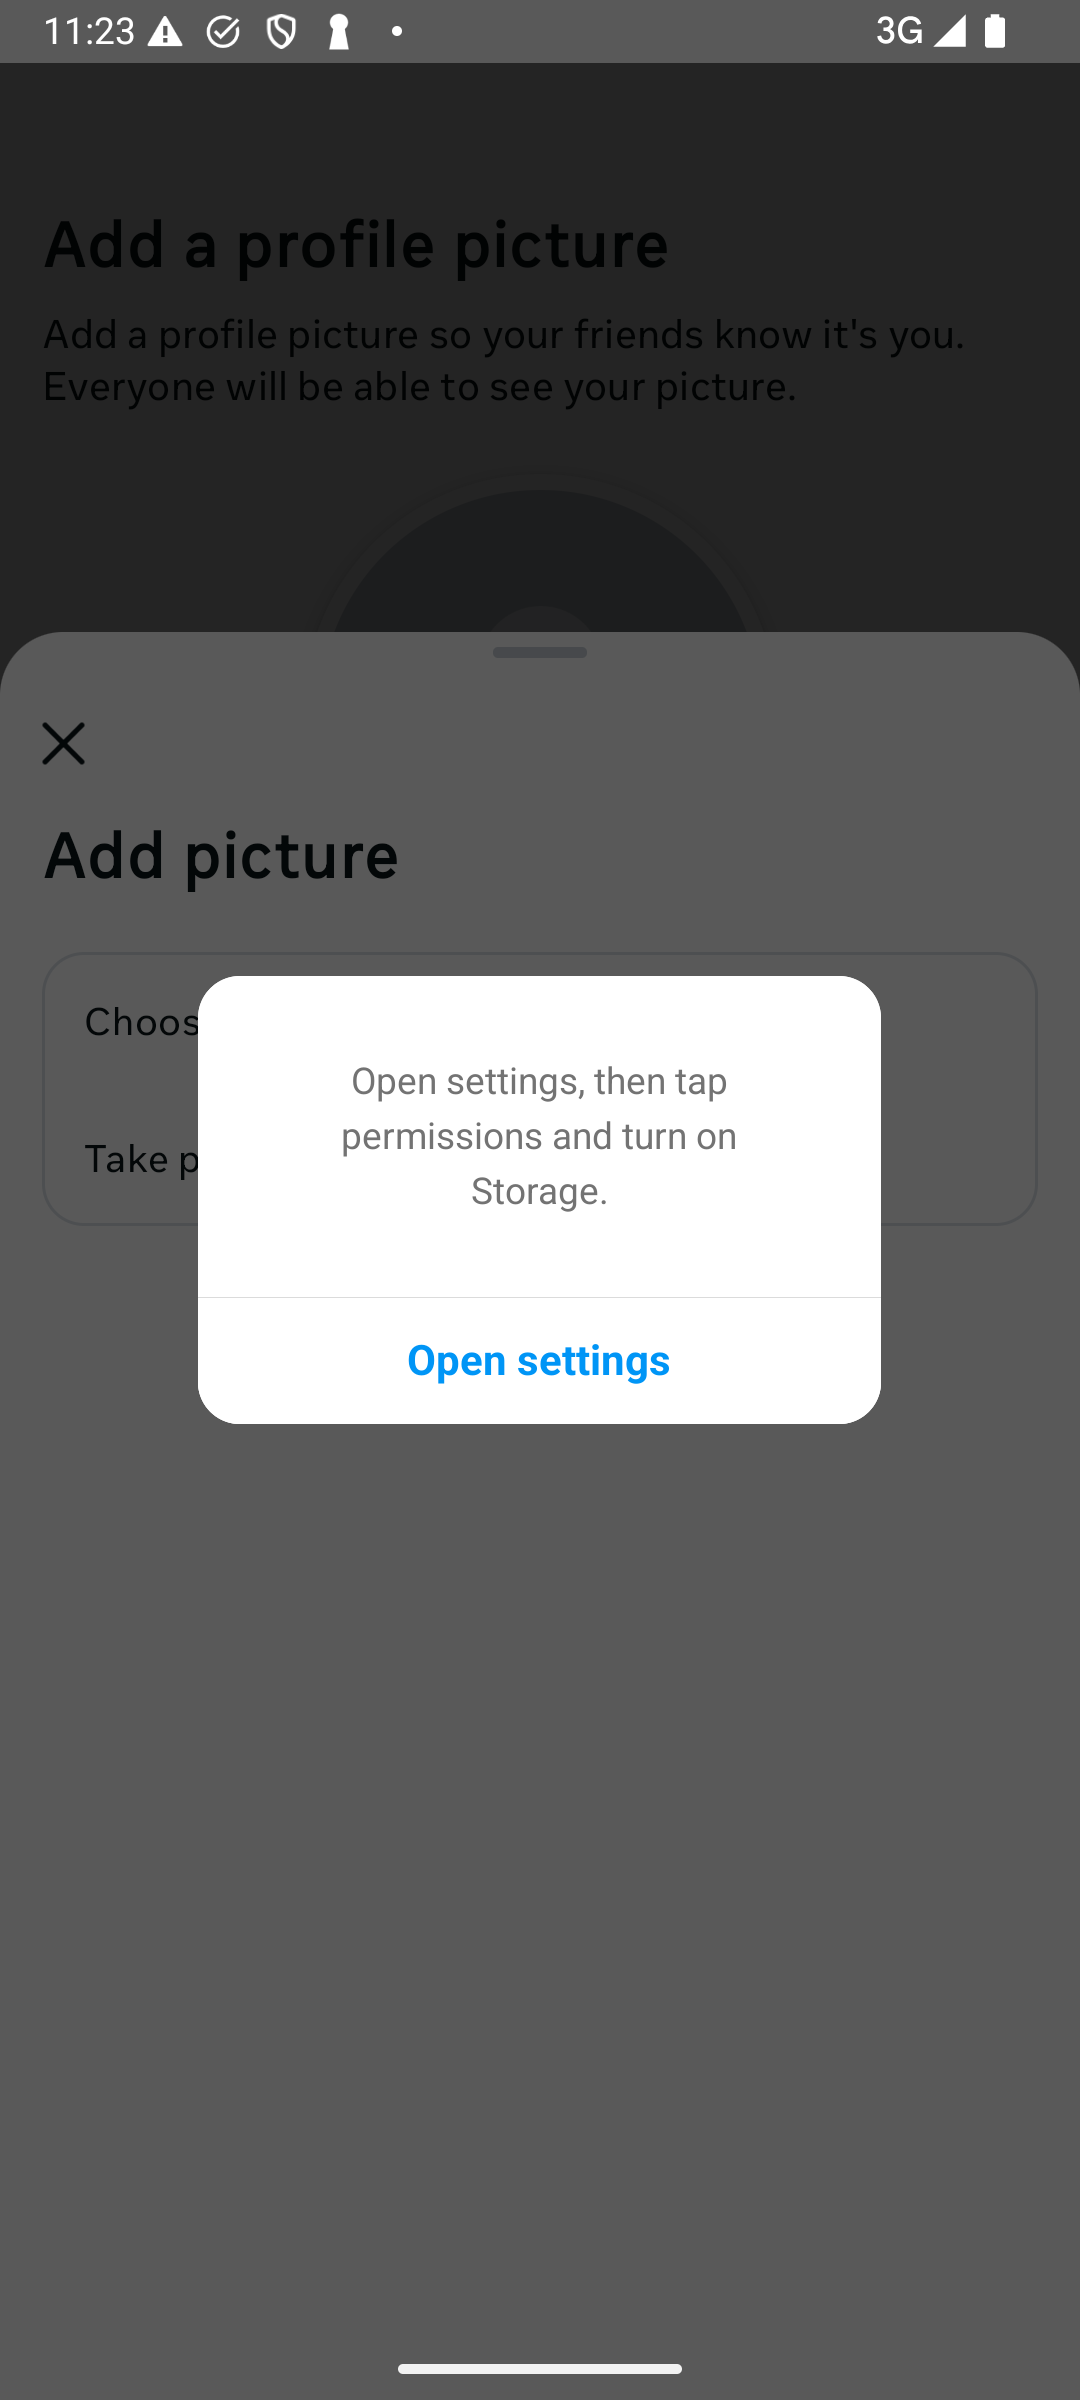 11:23
3G
Add a profile picture
Add a profile picture so your friends know it's you.
Everyone will be able to see your picture.
Add picture
Choos
Take p
Open settings, then tap
permissions and turn on
Storage.
Open settings